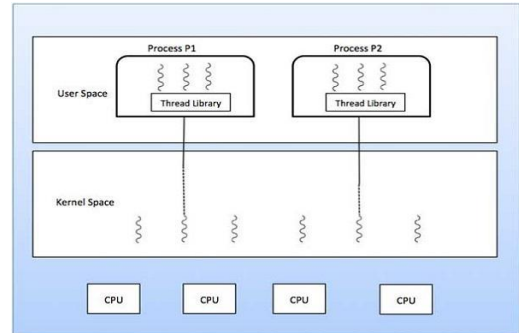 Process P1
Process P2
User Space
Thread Library
Thread Library
Kernel Space
CPU
CPU
CPU
CPU